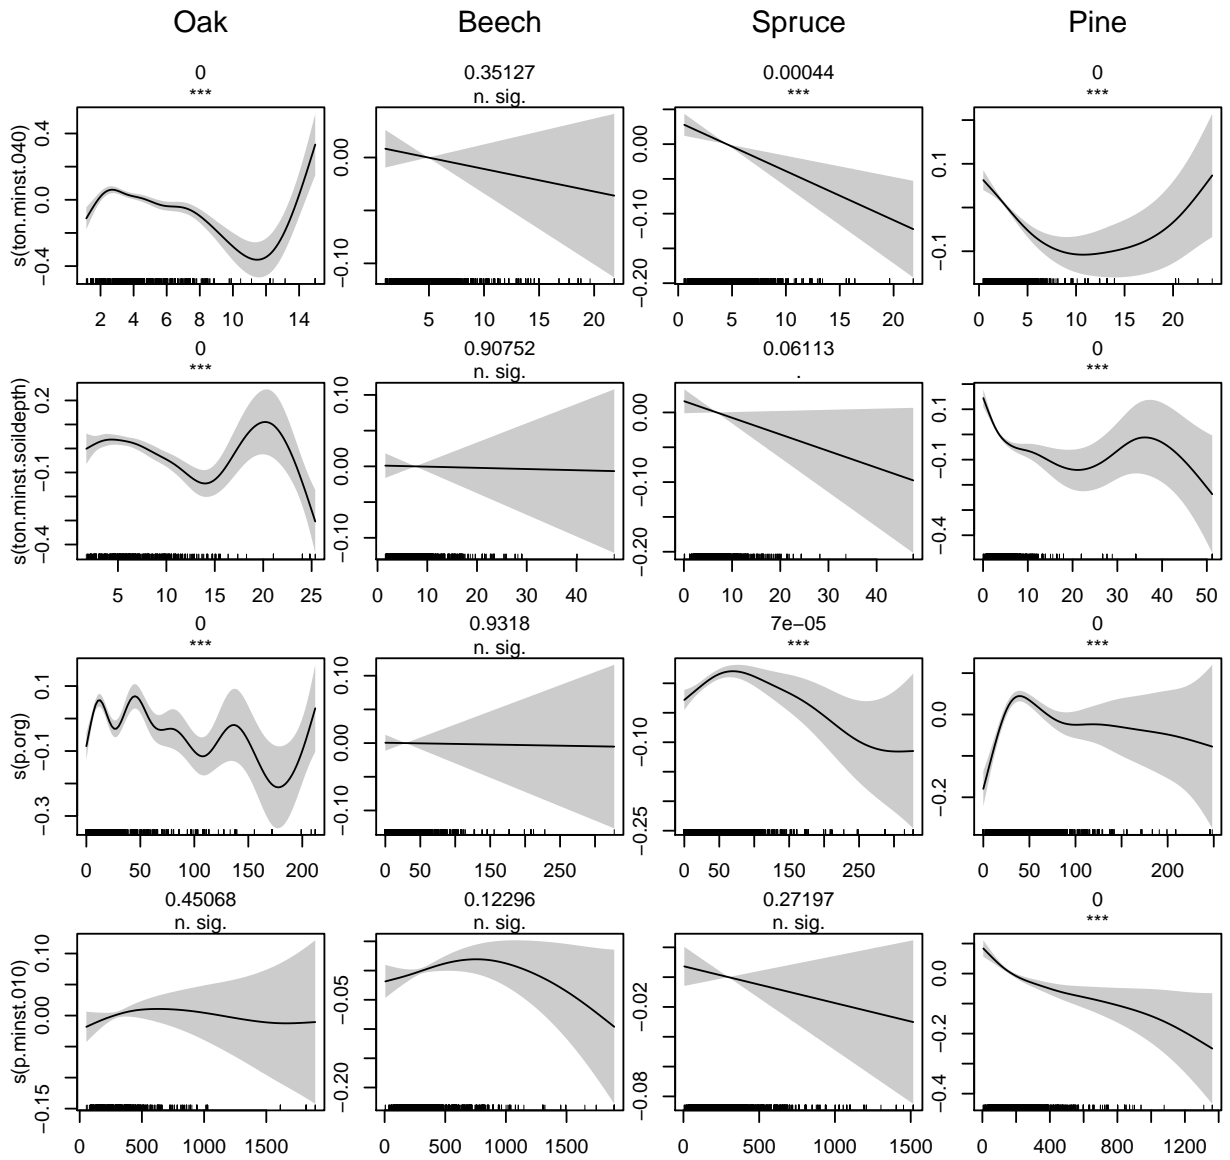 Oak Beech Spruce Pine
0 0.35127 0.00044 0
*** n. sig. *** ***
s(ton.minst.040)
−0.4 0.0 0.4
−0.10 0.00
−0.20 −0.10 0.00
−0.1 0.1
2 4 6 8 10 14
5 10 15 20
0 5 10 15 20
0 5 10 15 20
0 0.90752 0.06113 0
*** n. sig. . ***
s(ton.minst.soildepth)
−0.4 −0.1 0.2
−0.10 0.00 0.10
−0.20 −0.10 0.00
−0.4 −0.1 0.1
5 10 15 20 25
0 10 20 30 40
0 10 20 30 40
0 10 20 30 40 50
0 0.9318 7e−05 0
*** n. sig. *** ***
s(p.org)
−0.3 −0.1 0.1
−0.10 0.00 0.10
−0.25 −0.10
−0.2 0.0
0 50 100 150 200
0 50 150 250
0 50 150 250
0 50 100 200
0.45068 0.12296 0.27197 0
n. sig. n. sig. n. sig. ***
s(p.minst.010)
−0.15 0.00 0.10
−0.20 −0.05
−0.08 −0.02
−0.4 −0.2 0.0
0 500 1000 1500
0 500 1000 1500
0 500 1000 1500
0 400 800 1200